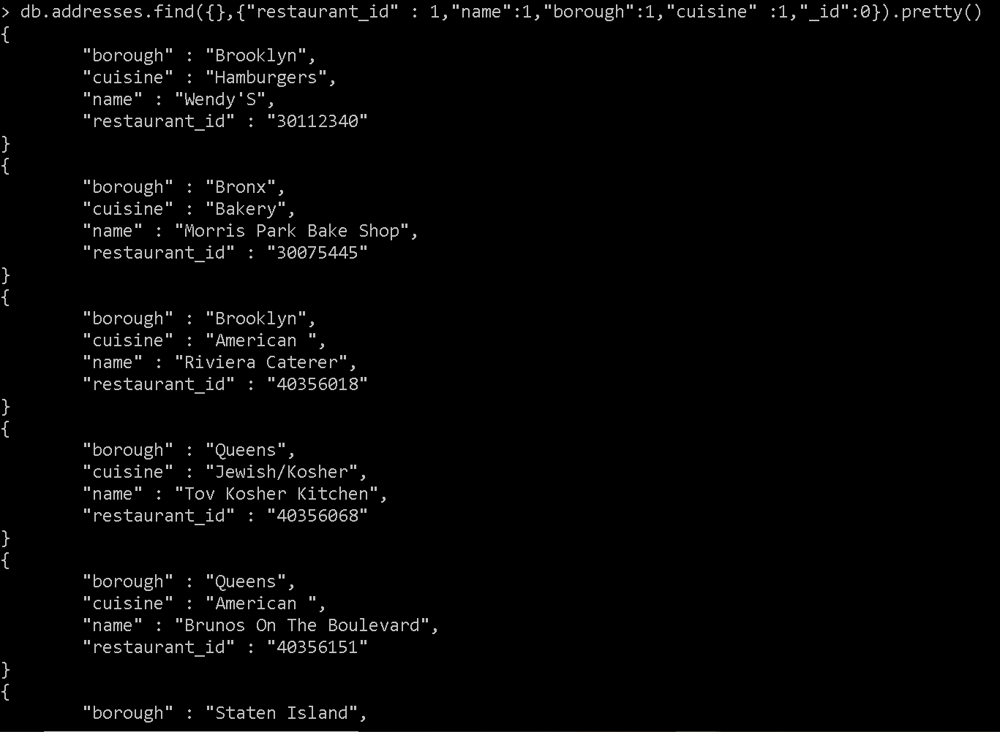 > db.addresses.find({},{"restaurant_id" : 1,"name":1,"borough":1,"cuisine" :1,"_id":0}).pretty()
{
        "borough" : "Brooklyn",
        "cuisine" : "Hamburgers",
        "name" : "Wendy'S",
        "restaurant_id" : "30112340"
}
{
        "borough" : "Bronx",
        "cuisine" : "Bakery",
        "name" : "Morris Park Bake Shop",
        "restaurant_id" : "30075445"
}
{
        "borough" : "Brooklyn",
        "cuisine" : "American ",
        "name" : "Riviera Caterer",
        "restaurant_id" : "40356018"
}
{
        "borough" : "Queens",
        "cuisine" : "Jewish/Kosher",
        "name" : "Tov Kosher Kitchen",
        "restaurant_id" : "40356068"
}
{
        "borough" : "Queens",
        "cuisine" : "American ",
        "name" : "Brunos On The Boulevard",
        "restaurant_id" : "40356151"
}
{
        "borough" : "Staten Island",